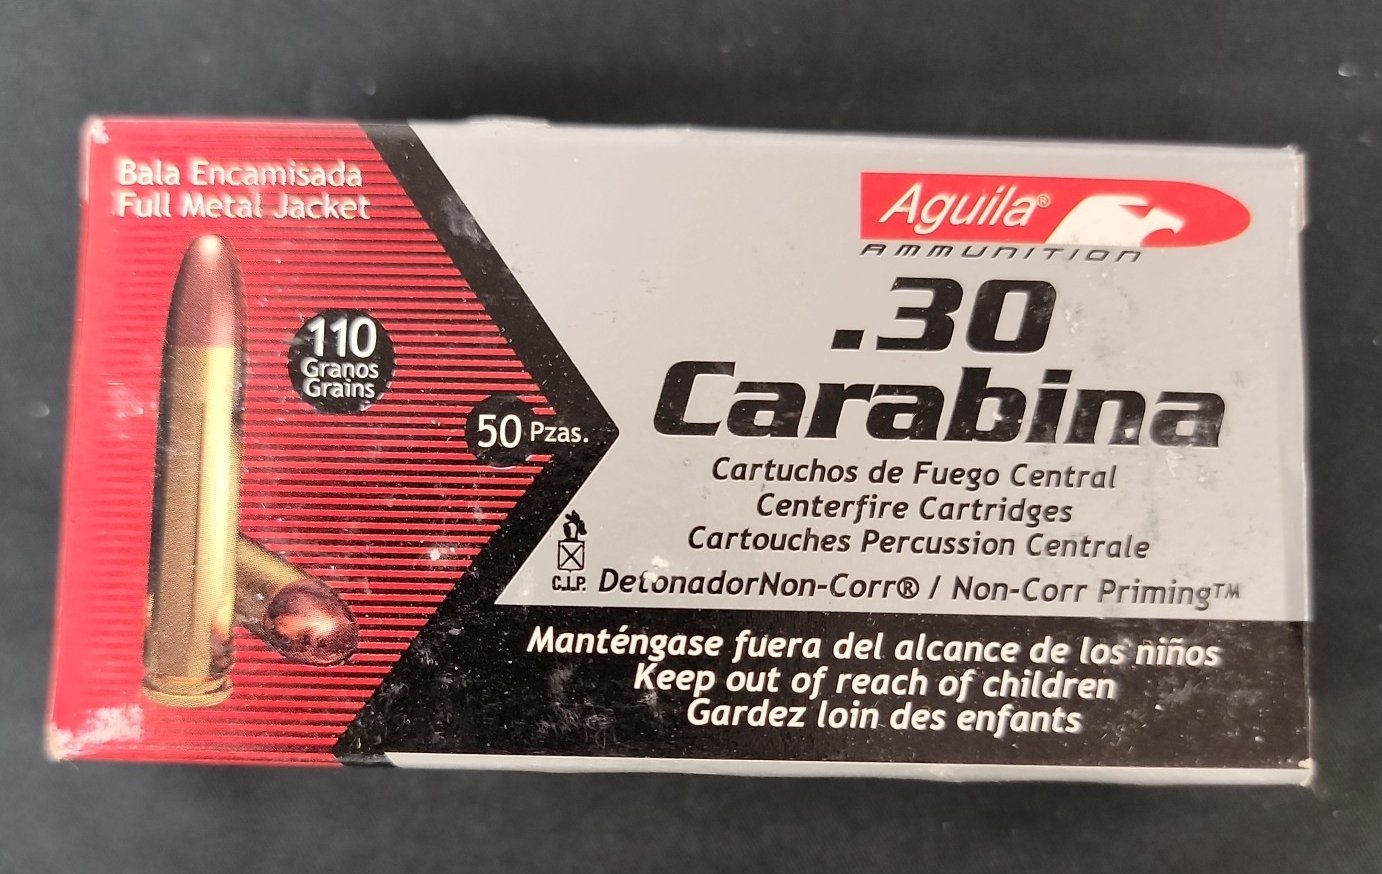 Bala Encamisada
Full Metal Jacket
110
Granos
Grains
50 Pzas.
Aguila®
AMMUNITION
.30
Carabina
Cartuchos de Fuego Central
Centerfire Cartridges
Cartouches Percussion Centrale
C.I.P.
DetonadorNon-Corr® / Non-Corr Priming™
Manténgase fuera del alcance de los niños
Keep out of reach of children
Gardez loin des enfants